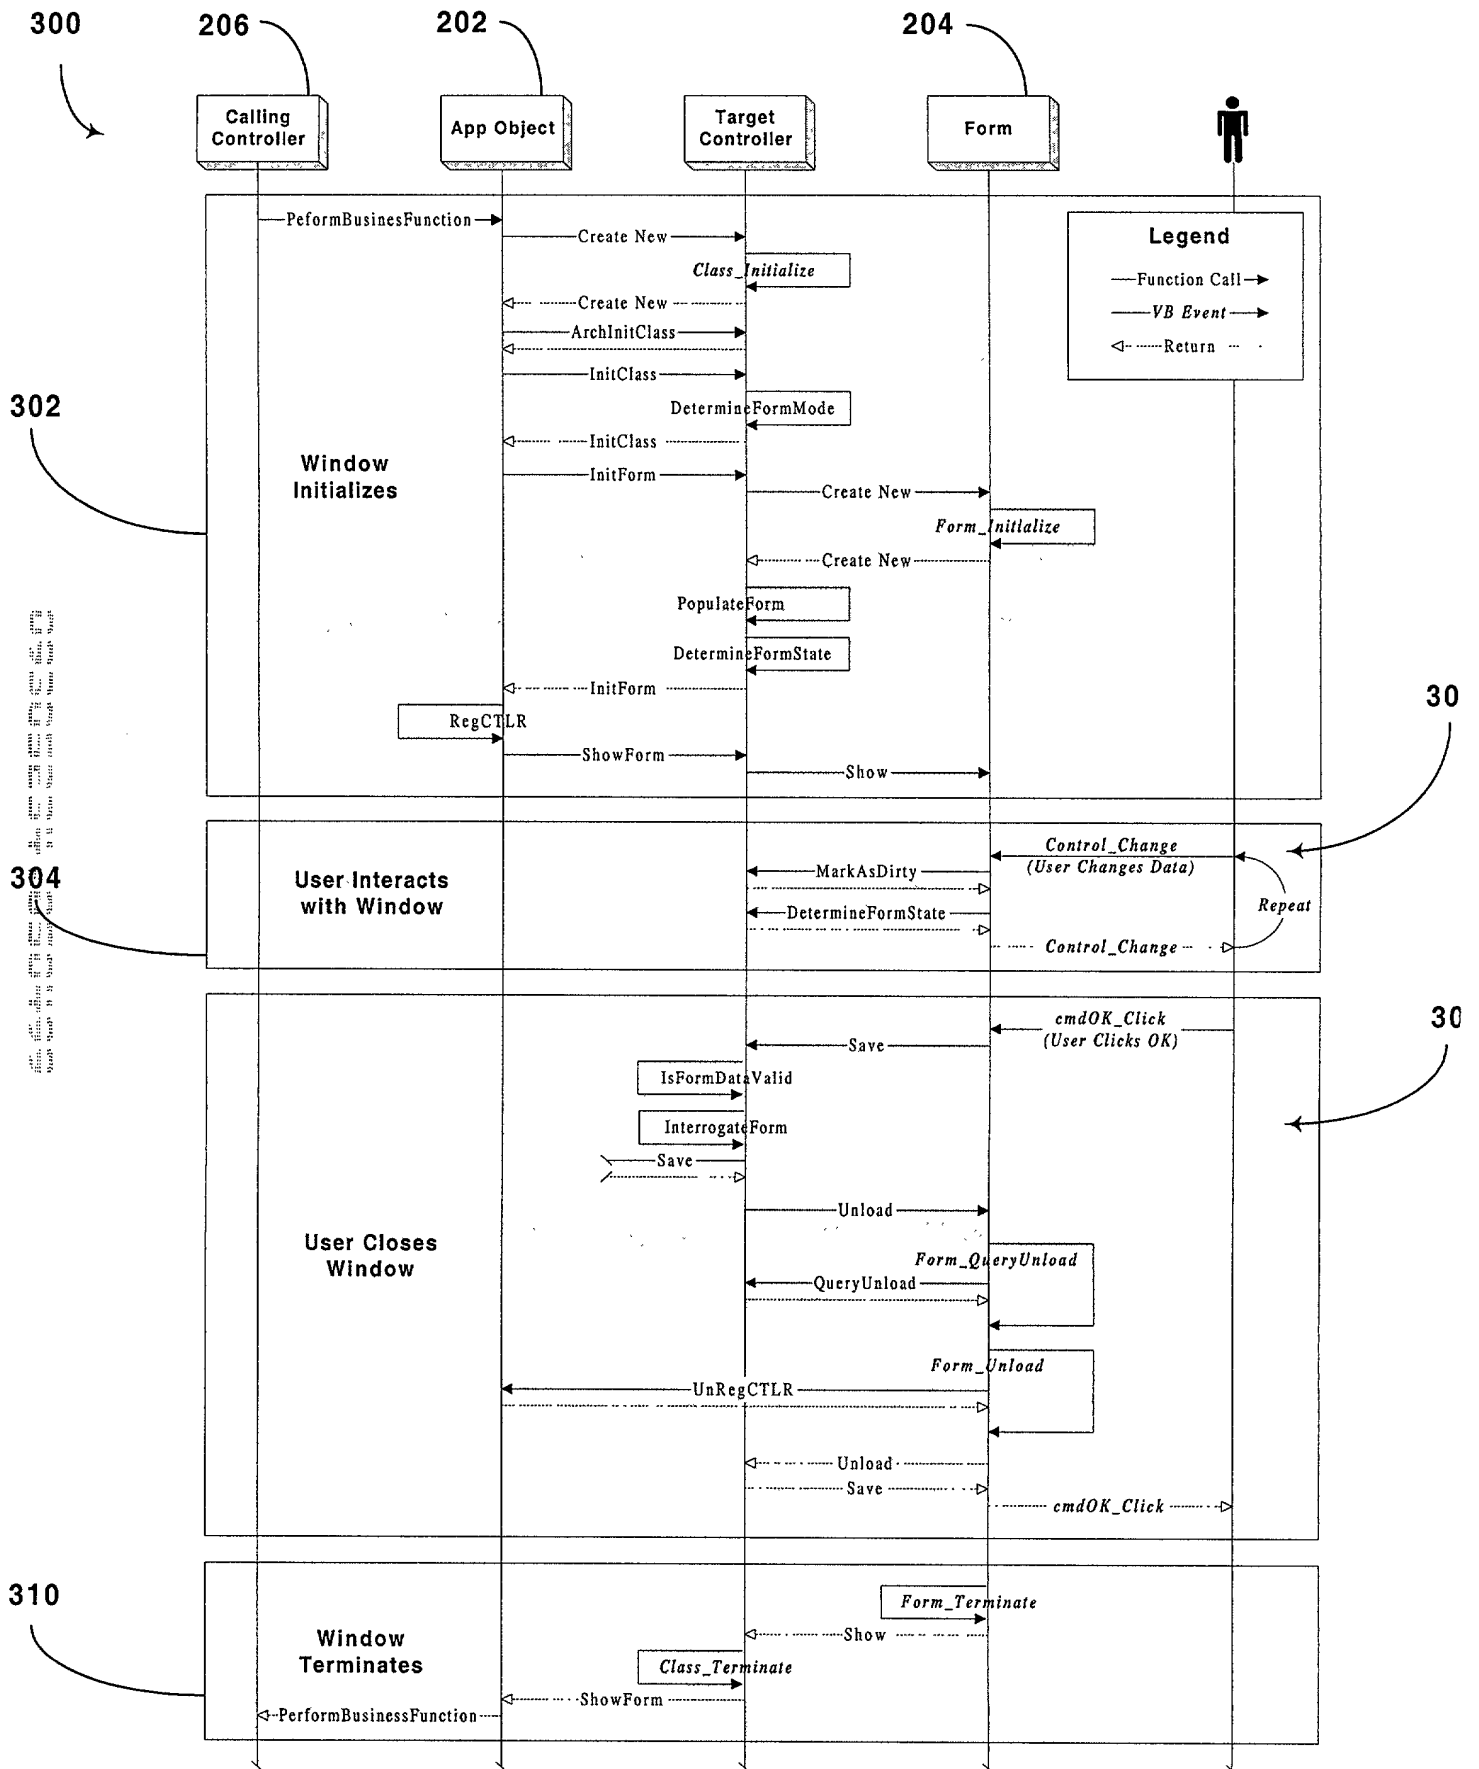 300
206
202
204
Calling
Controller
App Object
Target
Controller
Form
PeformBusinesFunction
Create New
Class_Initialize
Create New
ArchInitClass
InitClass
DetermineFormMode
InitClass
InitForm
Create New
Form_Initialize
Create New
PopulateForm
DetermineFormState
InitForm
RegCTLR
ShowForm
Show
Legend
Function Call
VB Event
Return
302
Window
Initializes
30
Control_Change
(User Changes Data)
MarkAsDirty
DetermineFormState
Repeat
Control_Change
304
User Interacts
with Window
30
cmdOK_Click
(User Clicks OK)
Save
IsFormDataValid
InterrogateForm
Save
Unload
User Closes
Window
Form_QueryUnload
QueryUnload
Form_Unload
UnRegCTLR
Unload
Save
cmdOK_Click
310
Form_Terminate
Show
Window
Terminates
Class_Terminate
ShowForm
PerformBusinessFunction